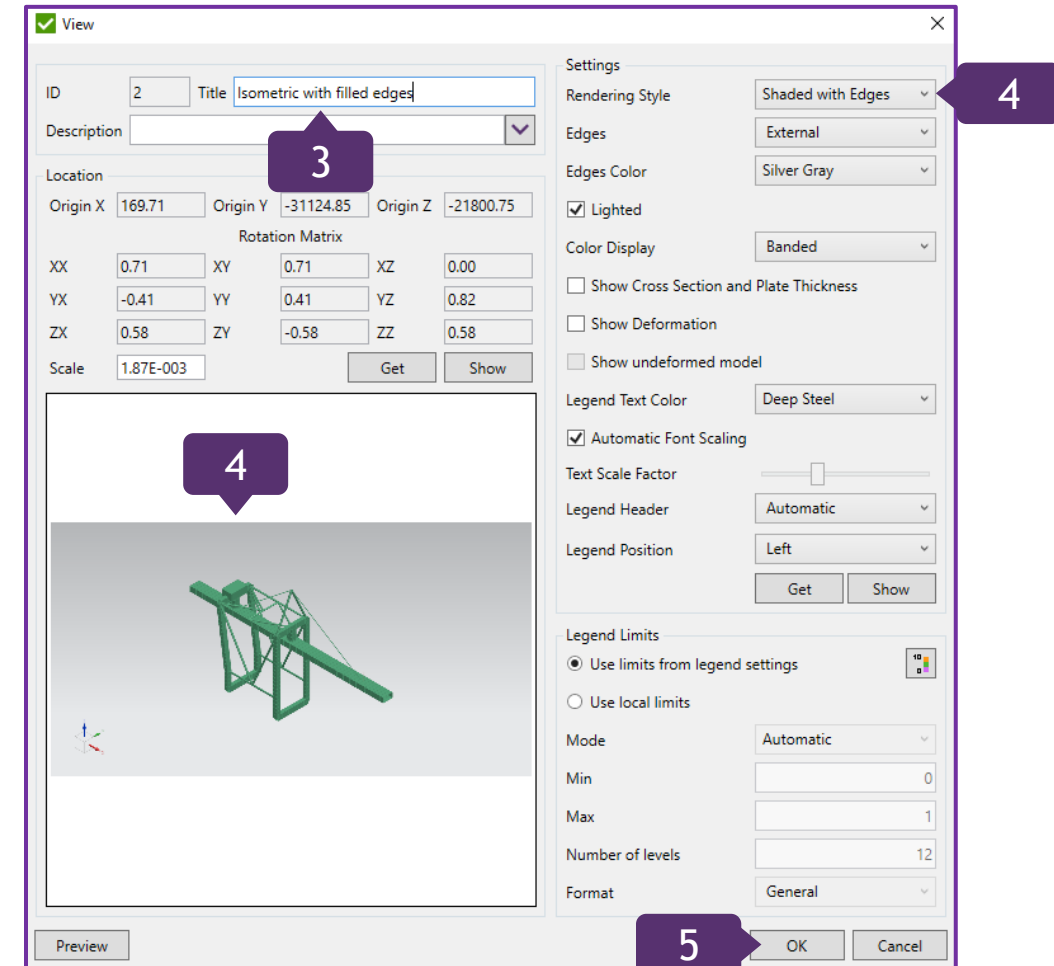 View
ID 2 Title Isometric with filled edges
Description
3
Location
Origin X 169.71 Origin Y -31124.85 Origin Z -21800.75
Rotation Matrix
XX 0.71 XY 0.71 XZ 0.00
YX -0.41 YY 0.41 YZ 0.82
ZX 0.58 ZY -0.58 ZZ 0.58
Scale 1.87E-003 Get Show
4
Preview
Settings
Rendering Style Shaded with Edges
4
Edges External
Edges Color Silver Gray
Lighted
Color Display Banded
Show Cross Section and Plate Thickness
Show Deformation
Show undeformed model
Legend Text Color Deep Steel
Automatic Font Scaling
Text Scale Factor
Legend Header Automatic
Legend Position Left
Get Show
Legend Limits
Use limits from legend settings
10
0
Use local limits
Mode Automatic
Min 0
Max 1
Number of levels 12
Format General
5
OK Cancel